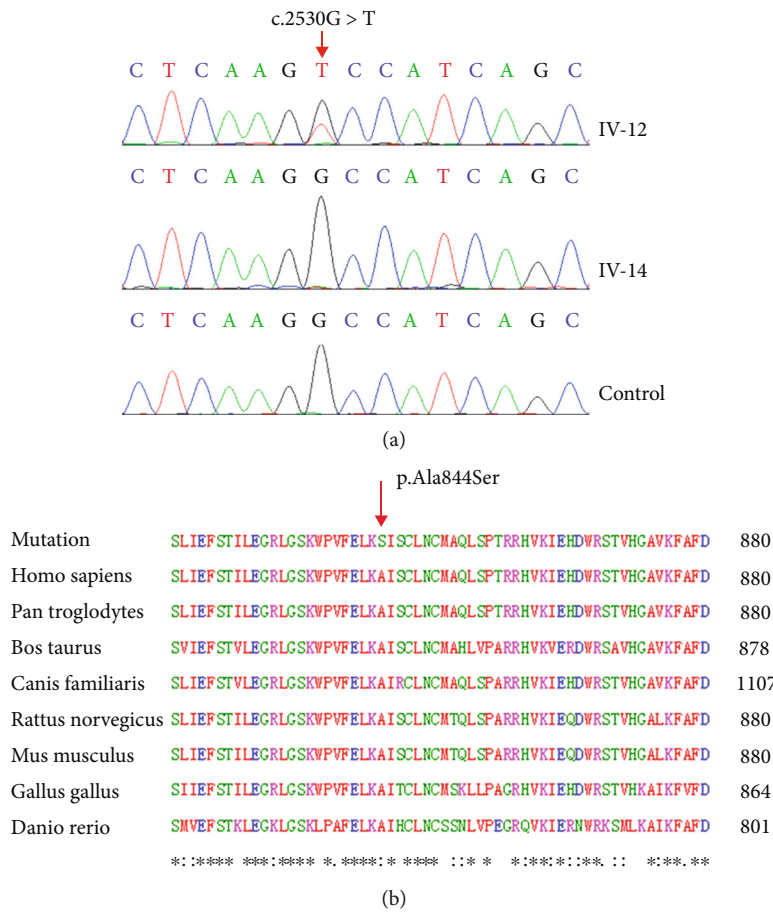 c.2530G > T
C T C A A G T C C A T C A G C
IV-12
C T C A A G G C C A T C A G C
IV-14
C T C A A G G C C A T C A G C
Control
(a)
p.Ala844Ser
Mutation SLIEFSTILEGRLGSKWPVFELKSISCLNCMAQLSPTRRHVKIEHDWRSTVHGAVKFAFD 880
Homo sapiens SLIEFSTILEGRLGSKWPVFELKAISCLNCMAQLSPTRRHVKIEHDWRSTVHGAVKFAFD 880
Pan troglodytes SLIEFSTILEGRLGSKWPVFELKAISCLNCMAQLSPTRRHVKIEHDWRSTVHGAVKFAFD 880
Bos taurus SVIEFSTVLEGRLGSKWPVFELKAISCLNCMAHLVPARRHVKVERDWRSAVHGAVKFAFD 878
Canis familiaris SLIEFSTVLEGRLGSKWPVFELKAIRCLNCMAQLSPARRHVKIEHDWRSTVHGAVKFAFD 1107
Rattus norvegicus SLIEFSTILEGRLGSKWPVFELKAISCLNCMTQLSPARRHVKIEQDWRSTVHGALKFAFD 880
Mus musculus SLIEFSTILEGRLGSKWPVFELKAISCLNCMTQLSPARRHVKIEQDWRSTVHGALKFAFD 880
Gallus gallus SIIEFSTILEGRLGSKWPVFELKAITCLNCMSKLLPAGRHVKIEHDWRSTVHKAIKFVFD 864
Danio rerio SMVEFSTKLEGKLGSKLPAFELKAIHCLNCSSNLVPEGRQVKIERNWRKSMLKAIKFAFD 801
*::**** ***:**** *.****:* **** ::* * *:***:*::**.:: *:**.**
(b)